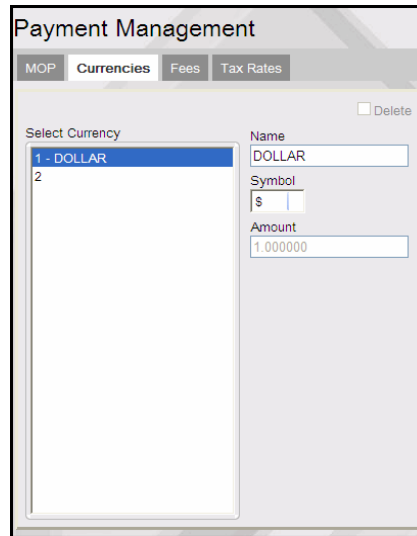 Payment Management
MOP Currencies Fees Tax Rates
Delete
Select Currency
1 - DOLLAR
2
Name
DOLLAR
Symbol
$
Amount
1.000000